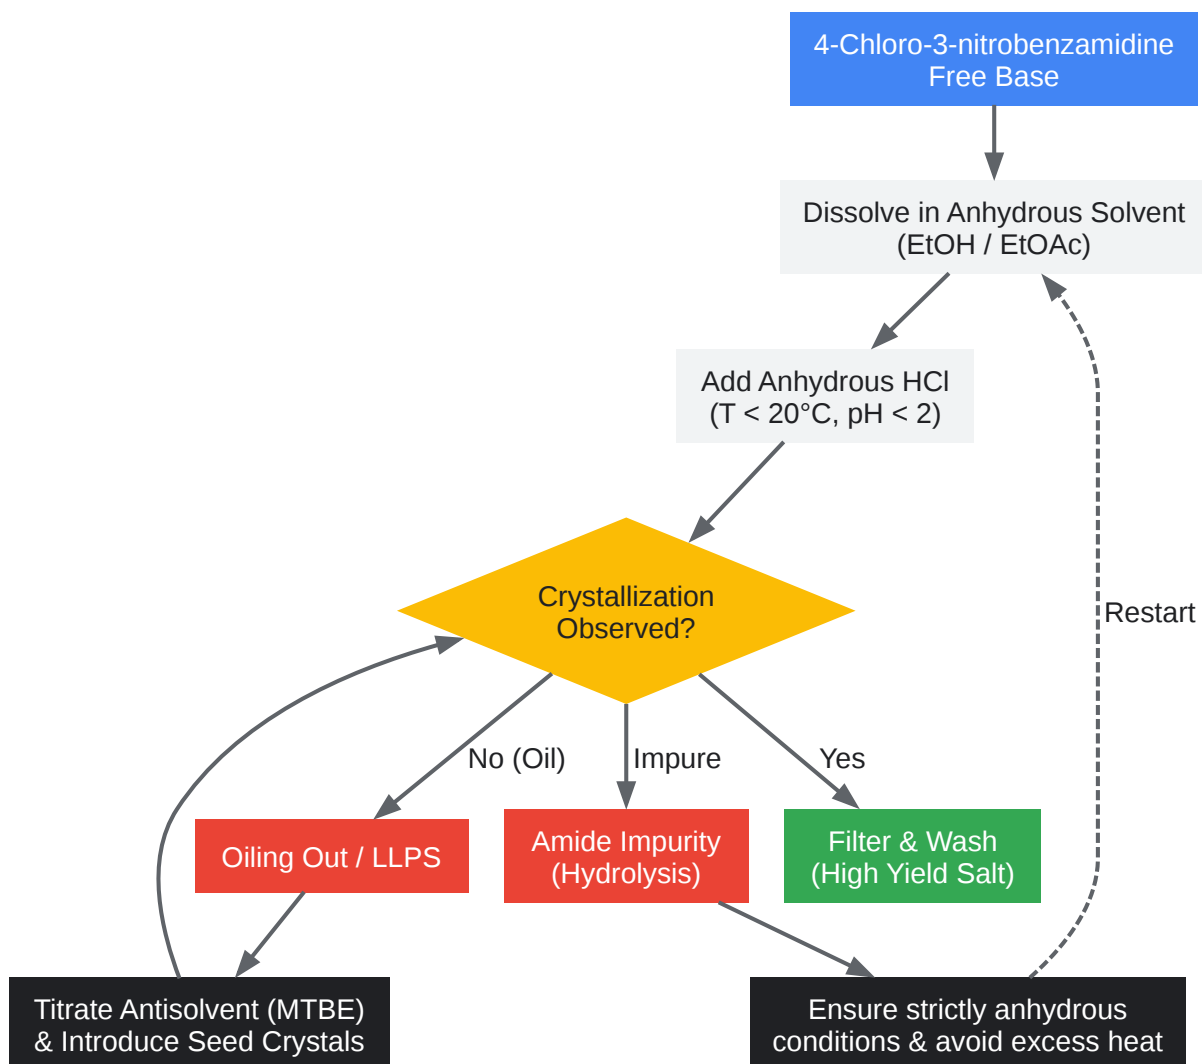 4-Chloro-3-nitrobenzamidine
Free Base
Dissolve in Anhydrous Solvent
(EtOH / EtOAc)
Add Anhydrous HCl
(T < 20°C, pH < 2)
Crystallization
Observed?
Restart
No (Oil)
Impure
Yes
Oiling Out / LLPS
Amide Impurity
(Hydrolysis)
Filter & Wash
(High Yield Salt)
Titrate Antisolvent (MTBE)
& Introduce Seed Crystals
Ensure strictly anhydrous
conditions & avoid excess heat